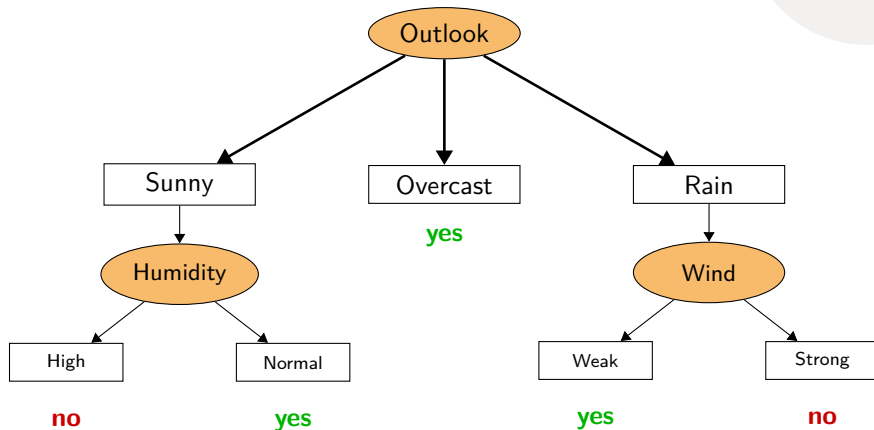 Outlook
Sunny
Overcast
Rain
yes
Humidity
Wind
High
Normal
Weak
Strong
no
yes
yes
no